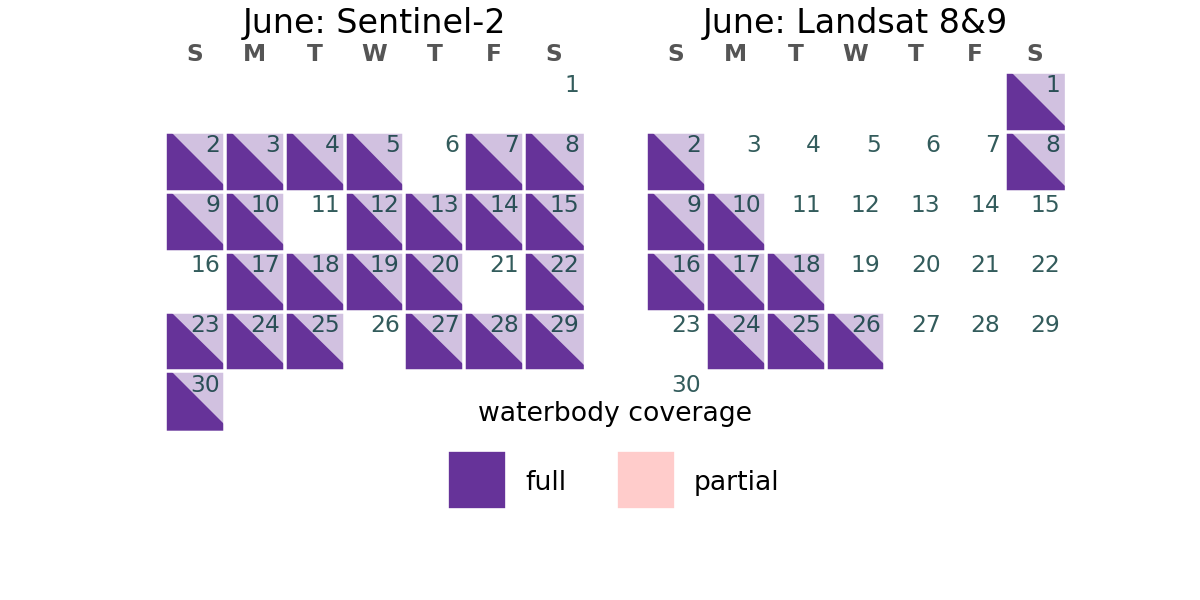 June: Sentinel-2
S M T W T F S
1
2 3 4 5 6 7 8
9 10 11 12 13 14 15
16 17 18 19 20 21 22
23 24 25 26 27 28 29
30
June: Landsat 8&9
S M T W T F S
1
2 3 4 5 6 7 8
9 10 11 12 13 14 15
16 17 18 19 20 21 22
23 24 25 26 27 28 29
30
waterbody coverage
full partial